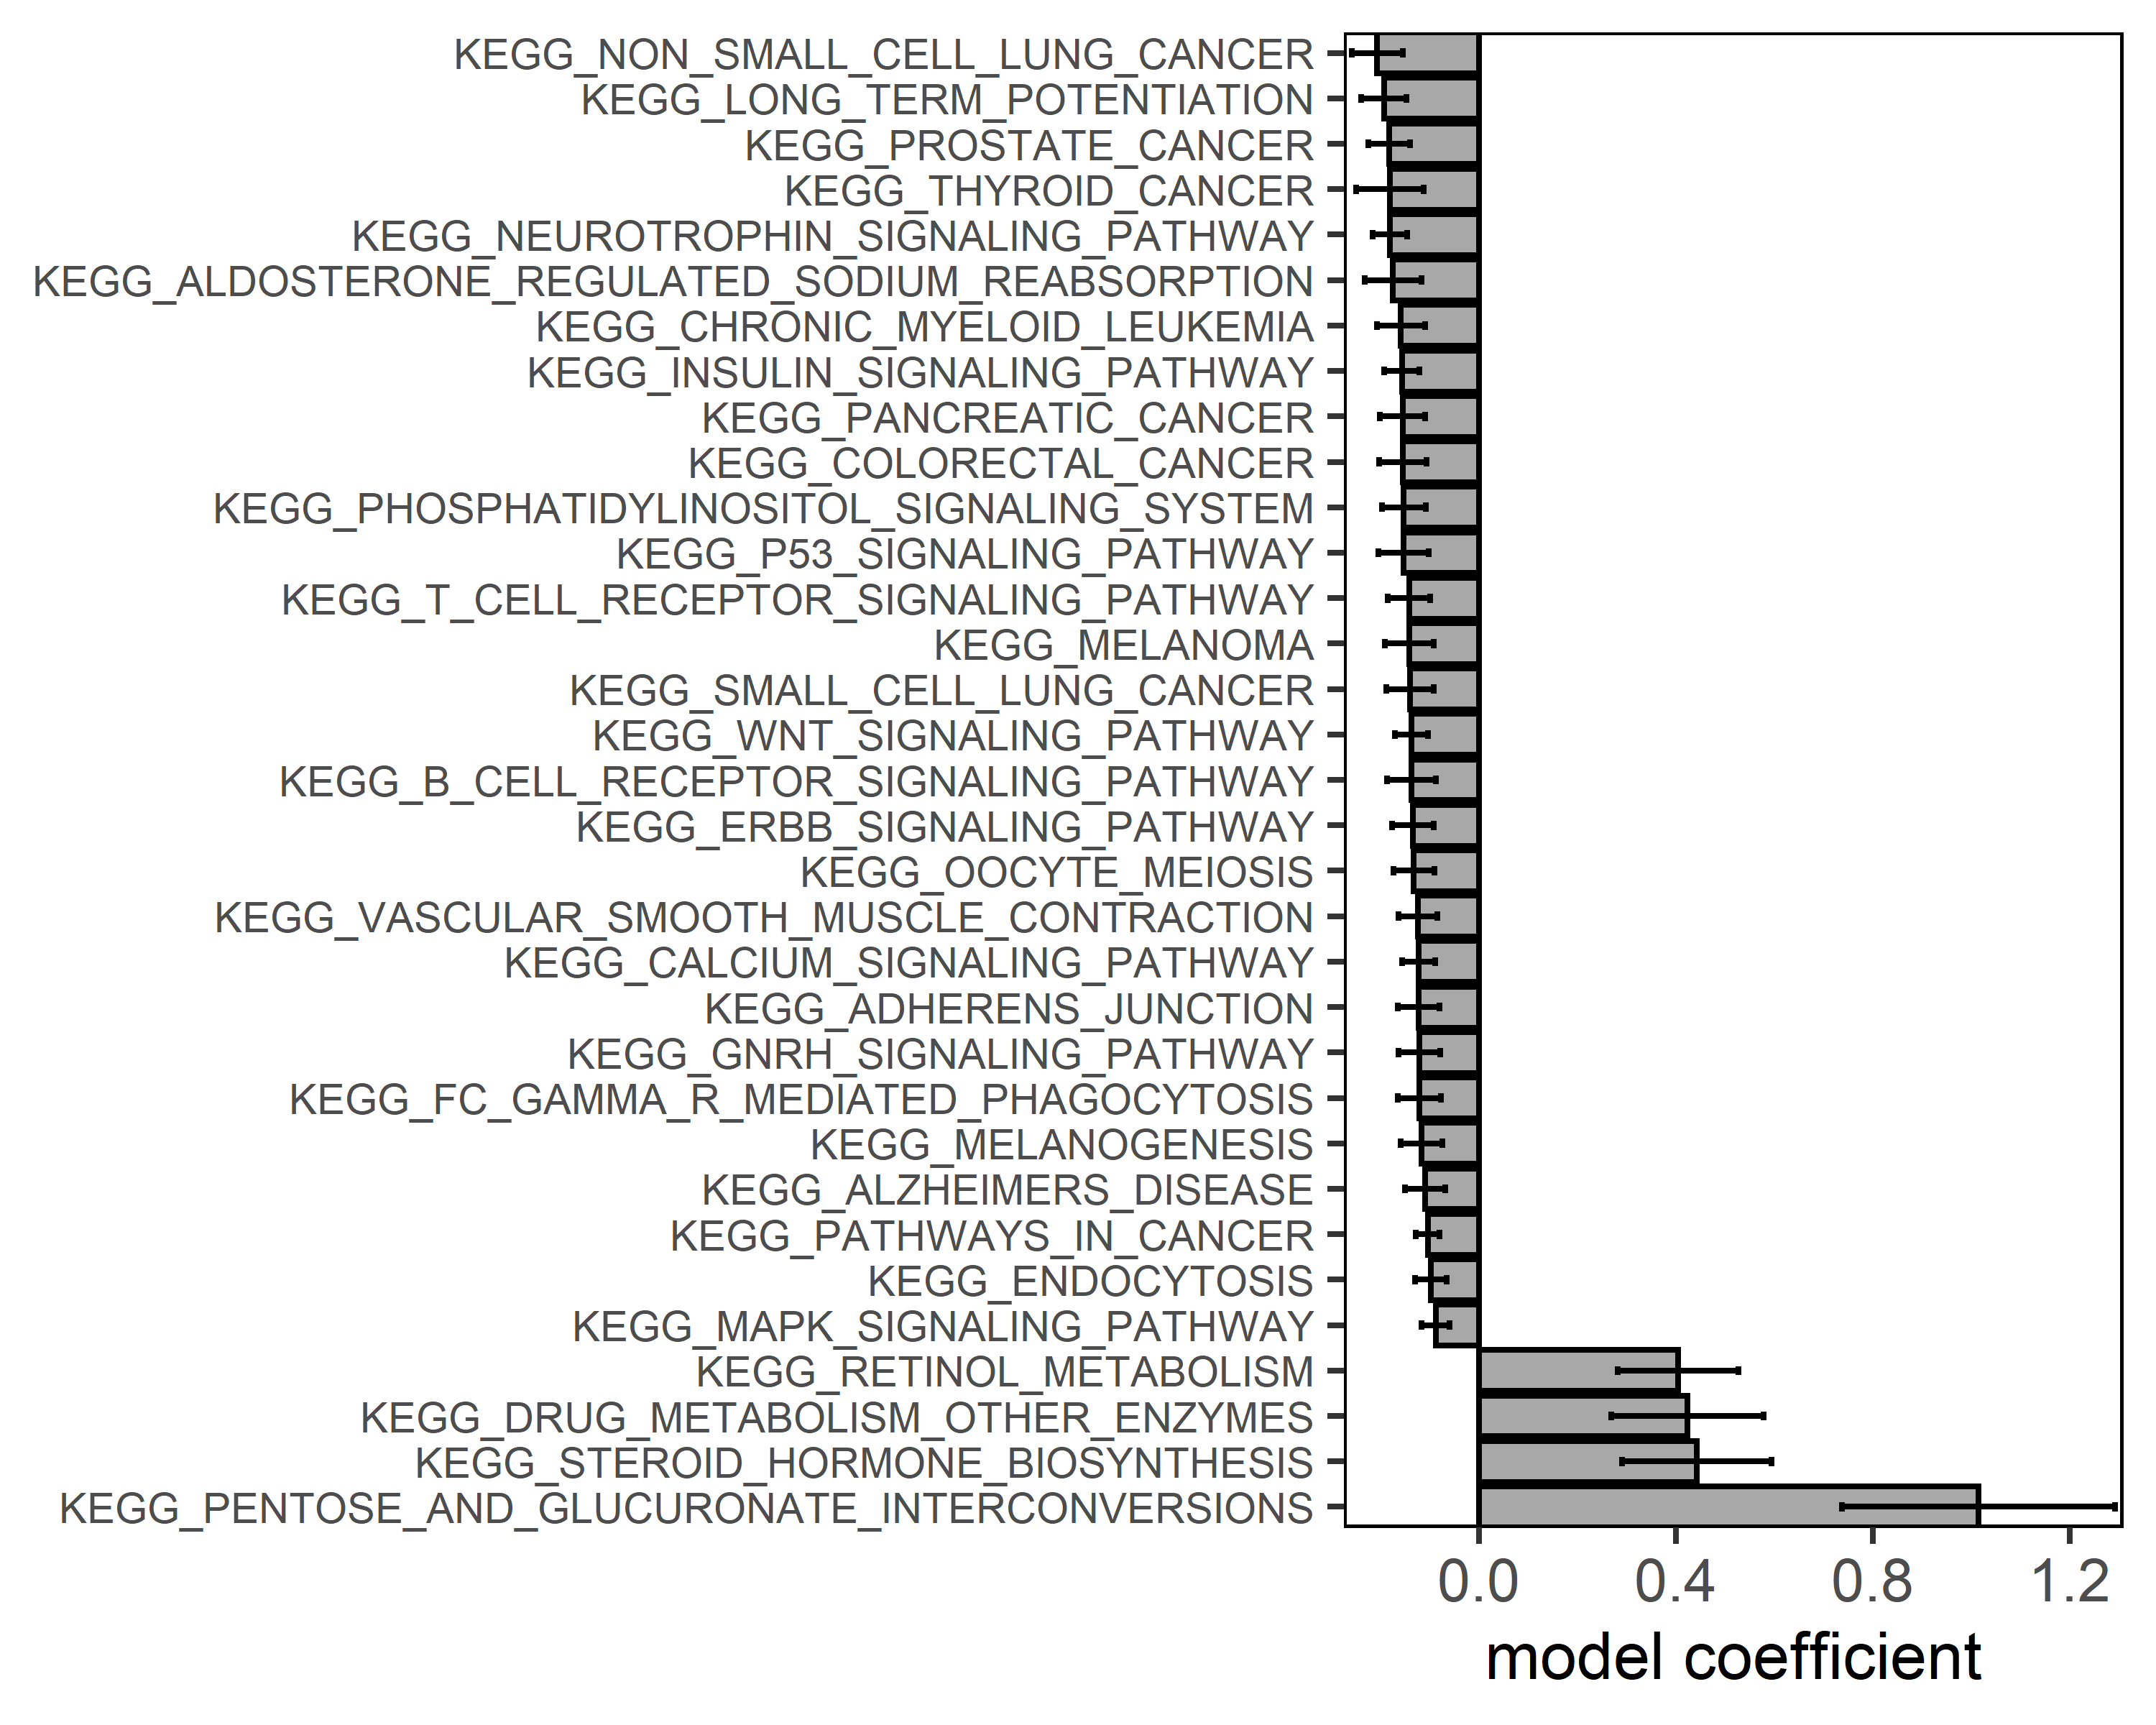 KEGG_NON_SMALL_CELL_LUNG_CANCER
KEGG_LONG_TERM_POTENTIATION
KEGG_PROSTATE_CANCER
KEGG_THYROID_CANCER
KEGG_NEUROTROPHIN_SIGNALING_PATHWAY
KEGG_ALDOSTERONE_REGULATED_SODIUM_REABSORPTION
KEGG_CHRONIC_MYELOID_LEUKEMIA
KEGG_INSULIN_SIGNALING_PATHWAY
KEGG_PANCREATIC_CANCER
KEGG_COLORECTAL_CANCER
KEGG_PHOSPHATIDYLINOSITOL_SIGNALING_SYSTEM
KEGG_P53_SIGNALING_PATHWAY
KEGG_T_CELL_RECEPTOR_SIGNALING_PATHWAY
KEGG_MELANOMA
KEGG_SMALL_CELL_LUNG_CANCER
KEGG_WNT_SIGNALING_PATHWAY
KEGG_B_CELL_RECEPTOR_SIGNALING_PATHWAY
KEGG_ERBB_SIGNALING_PATHWAY
KEGG_OOCYTE_MEIOSIS
KEGG_VASCULAR_SMOOTH_MUSCLE_CONTRACTION
KEGG_CALCIUM_SIGNALING_PATHWAY
KEGG_ADHERENS_JUNCTION
KEGG_GNRH_SIGNALING_PATHWAY
KEGG_FC_GAMMA_R_MEDIATED_PHAGOCYTOSIS
KEGG_MELANOGENESIS
KEGG_ALZHEIMERS_DISEASE
KEGG_PATHWAYS_IN_CANCER
KEGG_ENDOCYTOSIS
KEGG_MAPK_SIGNALING_PATHWAY
KEGG_RETINOL_METABOLISM
KEGG_DRUG_METABOLISM_OTHER_ENZYMES
KEGG_STEROID_HORMONE_BIOSYNTHESIS
KEGG_PENTOSE_AND_GLUCURONATE_INTERCONVERSIONS
0.0 0.4 0.8 1.2
model coefficient